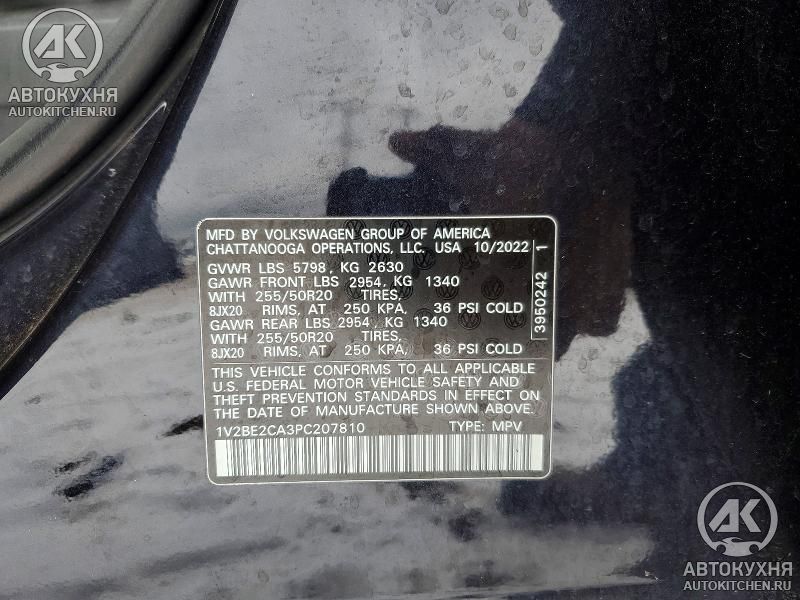 AK
АВТОКУХНЯ
AUTOKITCHEN.RU
MFD BY VOLKSWAGEN GROUP OF AMERICA
CHATTANOOGA OPERATIONS, LLC. USA 10/2022
GVWR LBS 5798, KG 2630
GAWR FRONT LBS 2954, KG 1340
WITH 255/50R20 TIRES,
8JX20 RIMS, AT 250 KPA, 36 PSI COLD
GAWR REAR LBS 2954, KG 1340
WITH 255/50R20 TIRES,
8JX20 RIMS, AT 250 KPA, 36 PSI COLD
3950242 1
THIS VEHICLE CONFORMS TO ALL APPLICABLE
U.S. FEDERAL MOTOR VEHICLE SAFETY AND
THEFT PREVENTION STANDARDS IN EFFECT ON
THE DATE OF MANUFACTURE SHOWN ABOVE.
1V2BE2CA3PC207810 TYPE: MPV
AK
АВТОКУХНЯ
AUTOKITCHEN.RU